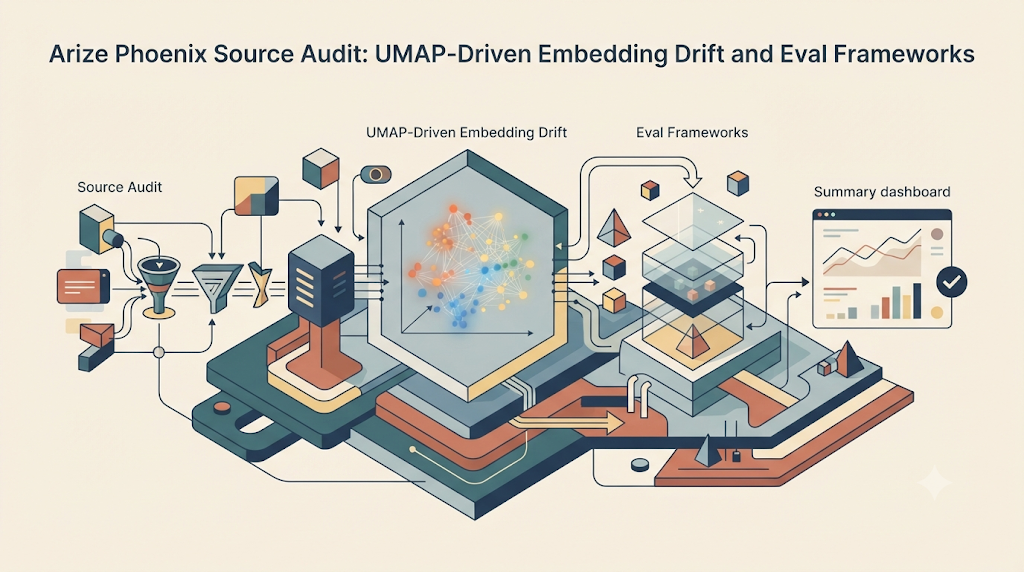 Arize Phoenix Source Audit: UMAP-Driven Embedding Drift and Eval Frameworks
UMAP-Driven Embedding Drift
Eval Frameworks
Source Audit
Summary dashboard